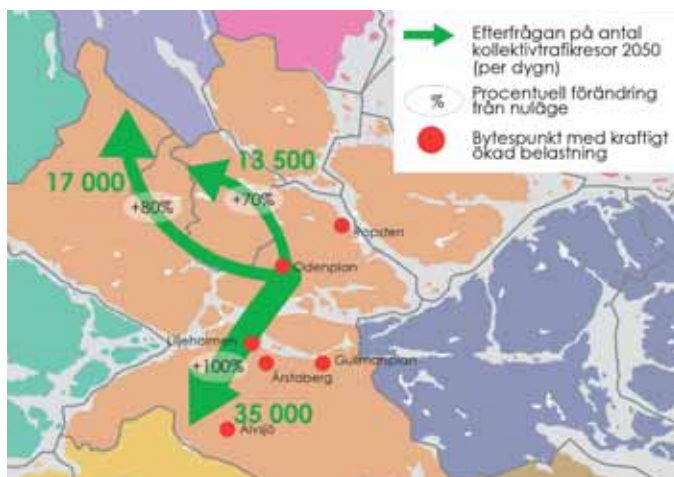 Efterfrågan på antal
kollektivtrafikresor 2050
(per dygn)
% Procentuell förändring
från nuläge
Bytespunkt med kraftigt
ökad belastning
13 500
17 000
+80%
+70%
Ropsten
Odenplan
Liljeholmen
Gullmarsplan
+100%
Årstaberg
35 000
Älvsjö